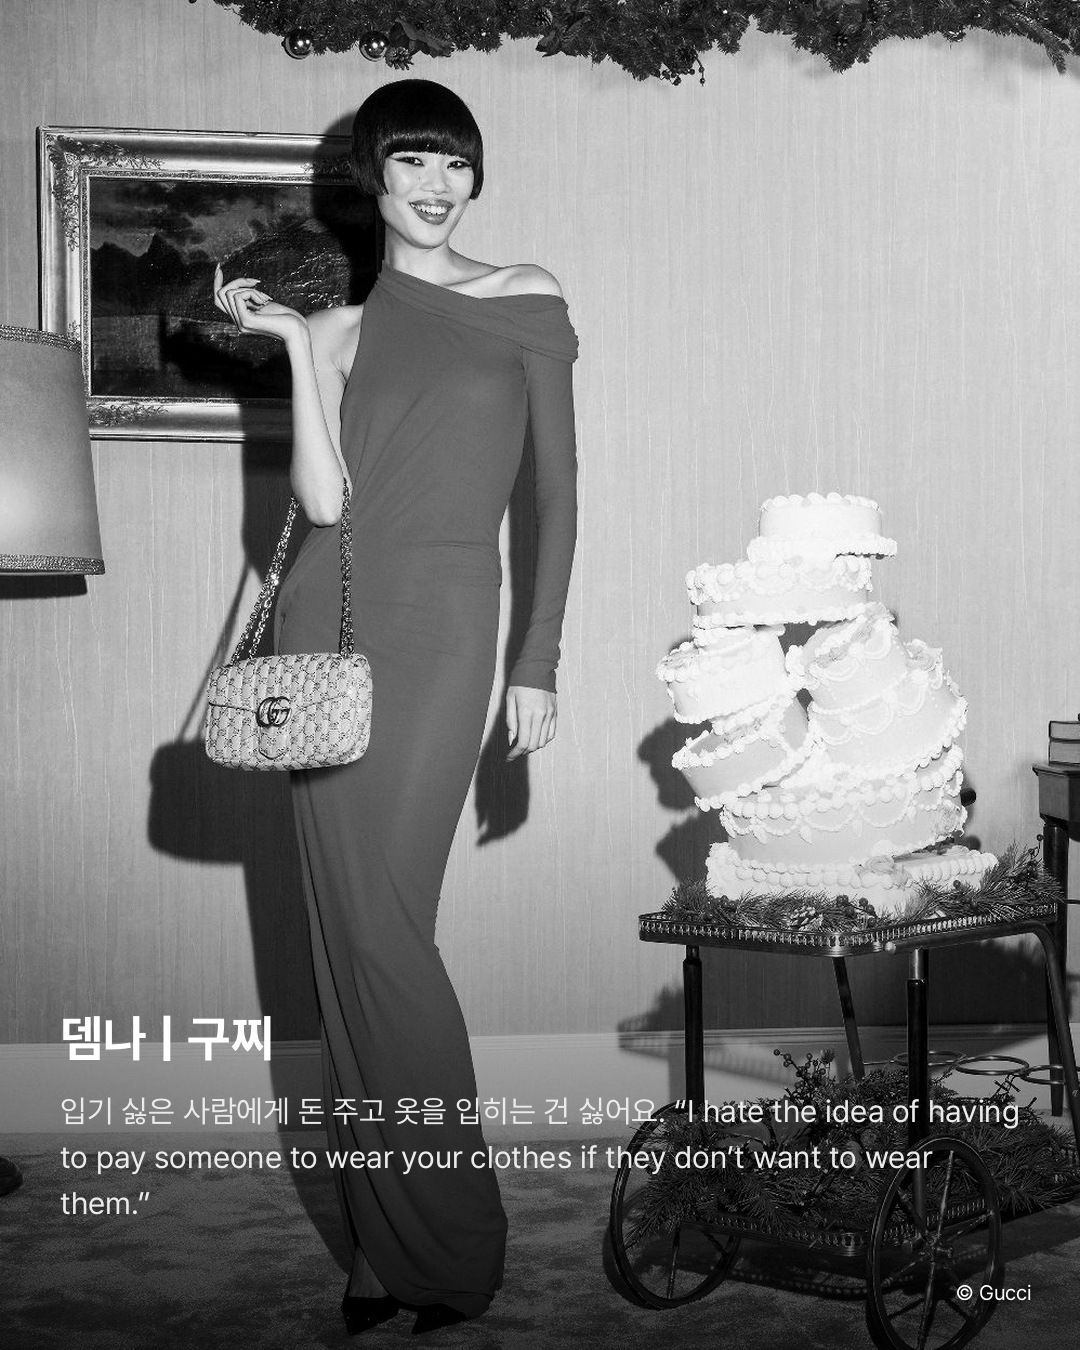 뎀나 | 구찌
입기 싫은 사람에게 돈 주고 옷을 입히는 건 싫어요. “I hate the idea of having
to pay someone to wear your clothes if they don’t want to wear
them.”
© Gucci